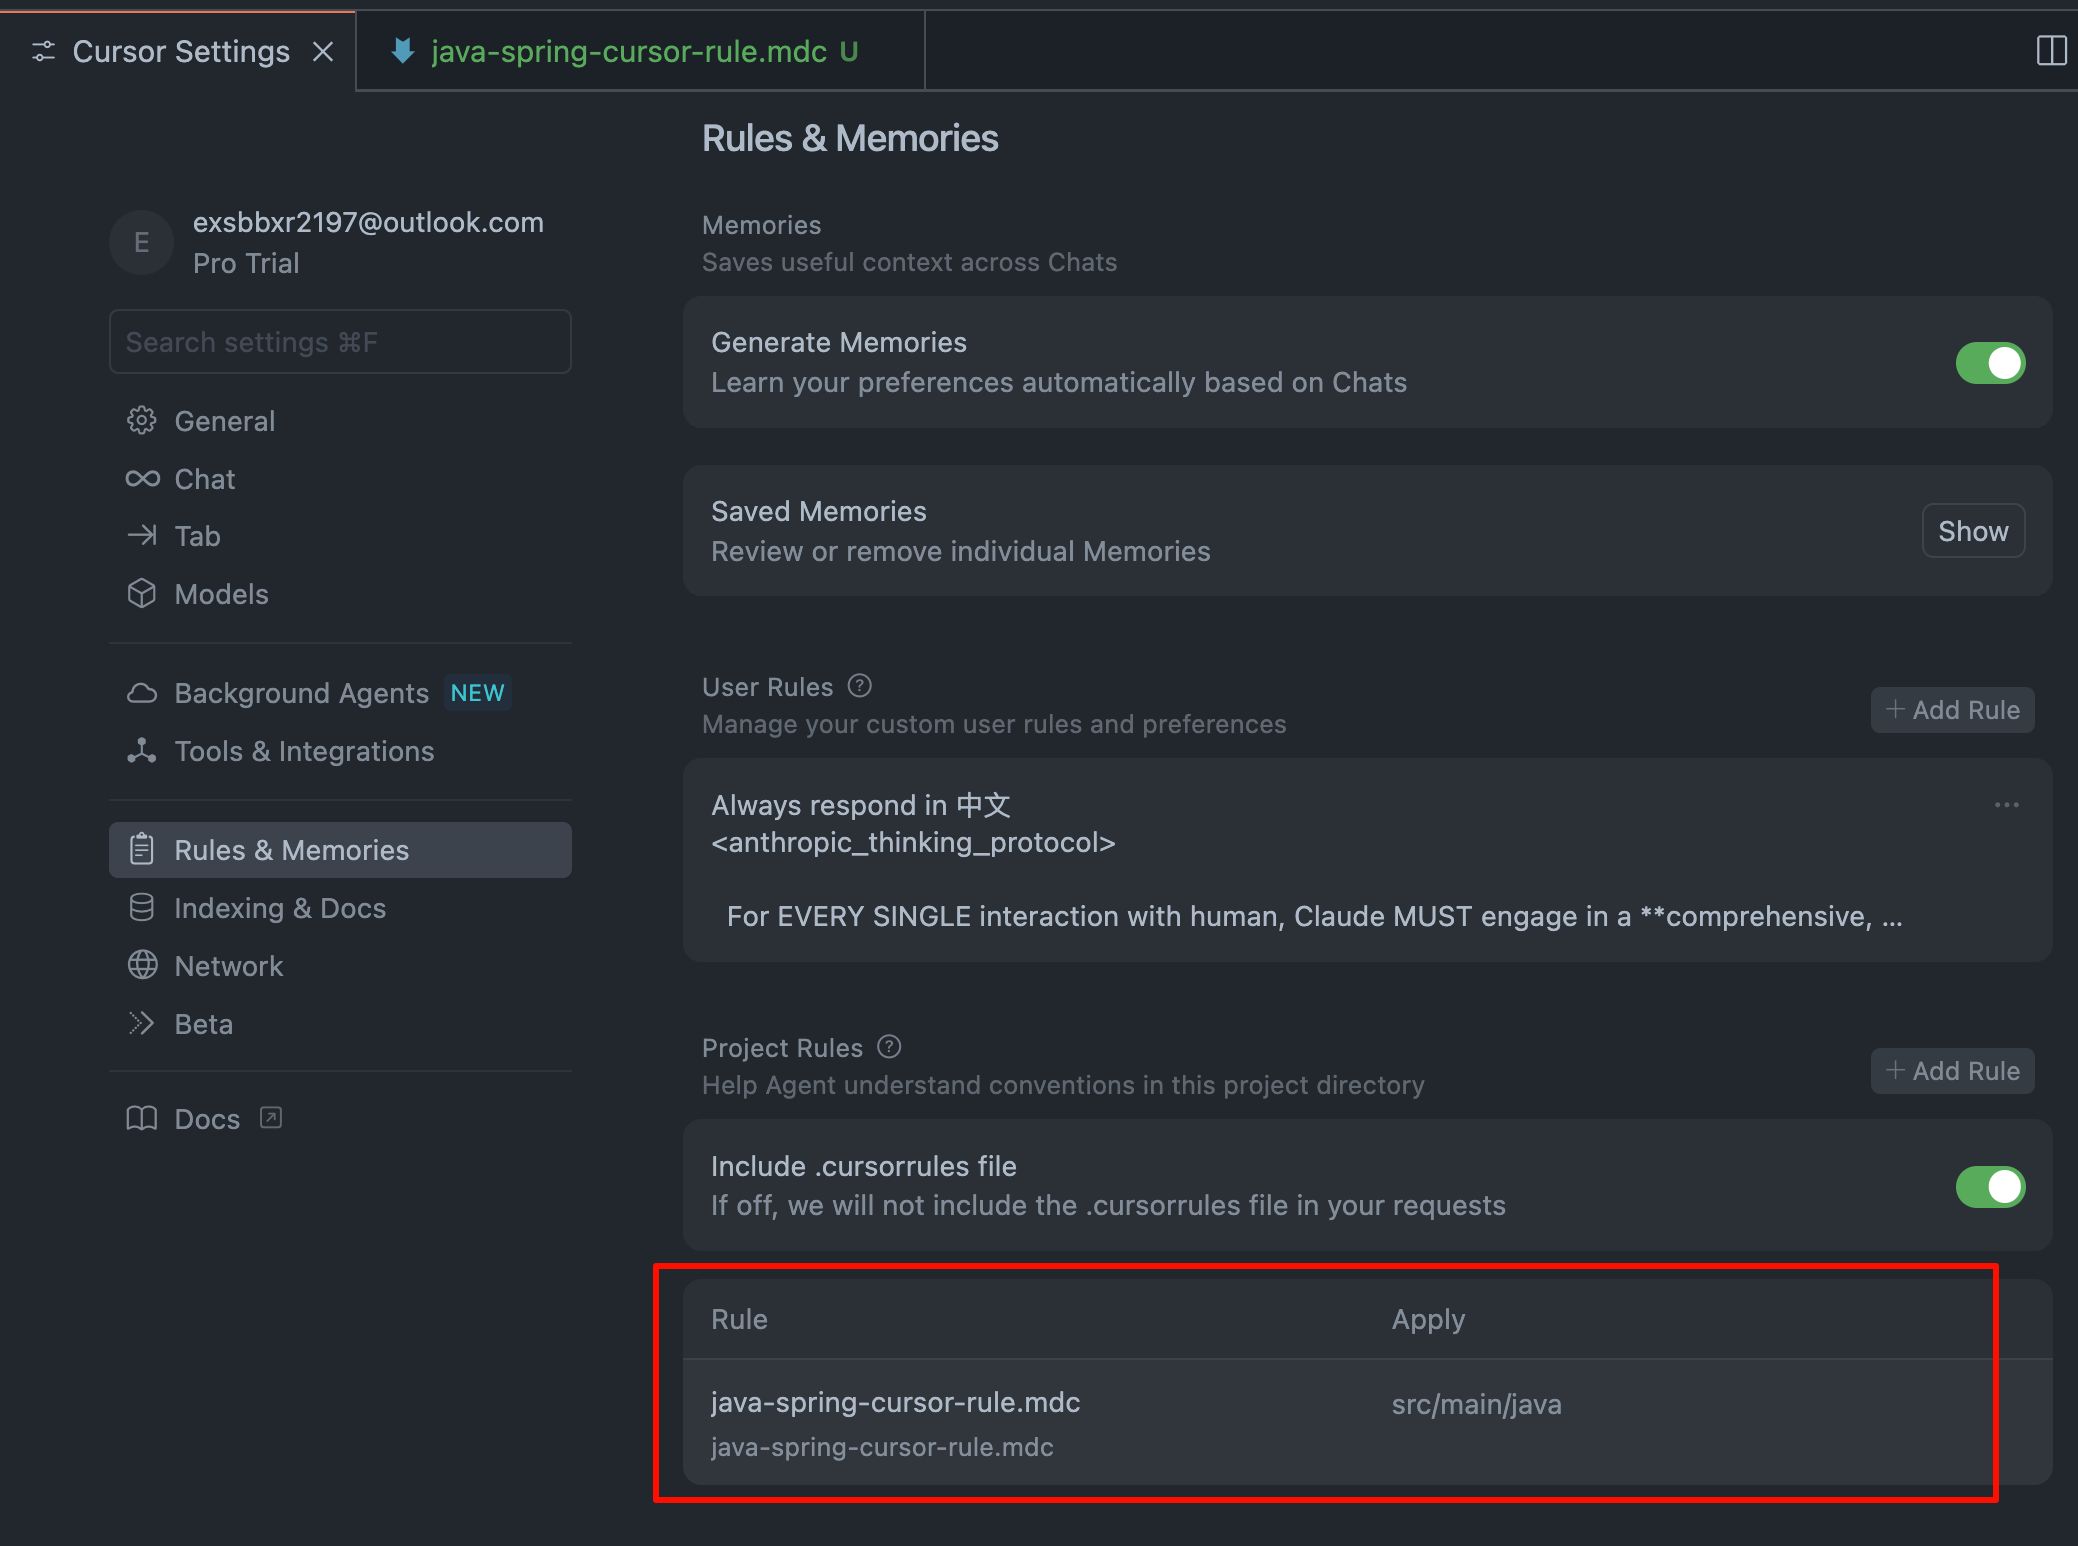 Cursor Settings
java-spring-cursor-rule.mdc U
Rules & Memories
E
exsbbxr2197@outlook.com
Pro Trial
Search settings ⌘F
General
Chat
Tab
Models
Background Agents NEW
Tools & Integrations
Rules & Memories
Indexing & Docs
Network
Beta
Docs
Memories
Saves useful context across Chats
Generate Memories
Learn your preferences automatically based on Chats
Saved Memories
Review or remove individual Memories
Show
User Rules
Manage your custom user rules and preferences
+ Add Rule
Always respond in 中文
<anthropic_thinking_protocol>
For EVERY SINGLE interaction with human, Claude MUST engage in a **comprehensive, ...
Project Rules
Help Agent understand conventions in this project directory
+ Add Rule
Include .cursorrules file
If off, we will not include the .cursorrules file in your requests
Rule
Apply
java-spring-cursor-rule.mdc
src/main/java
java-spring-cursor-rule.mdc